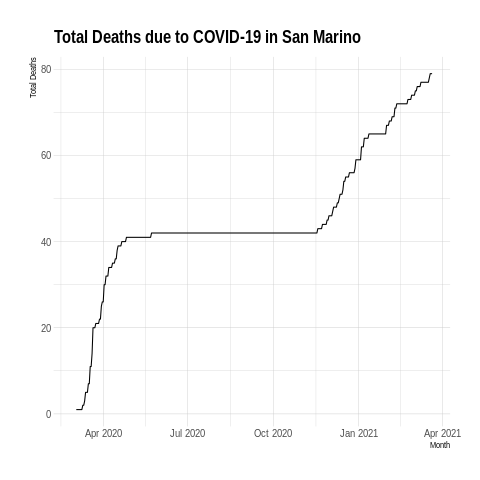 Total Deaths due to COVID-19 in San Marino
Total Deaths
80
60
40
20
0
Apr 2020
Jul 2020
Oct 2020
Jan 2021
Apr 2021
Month